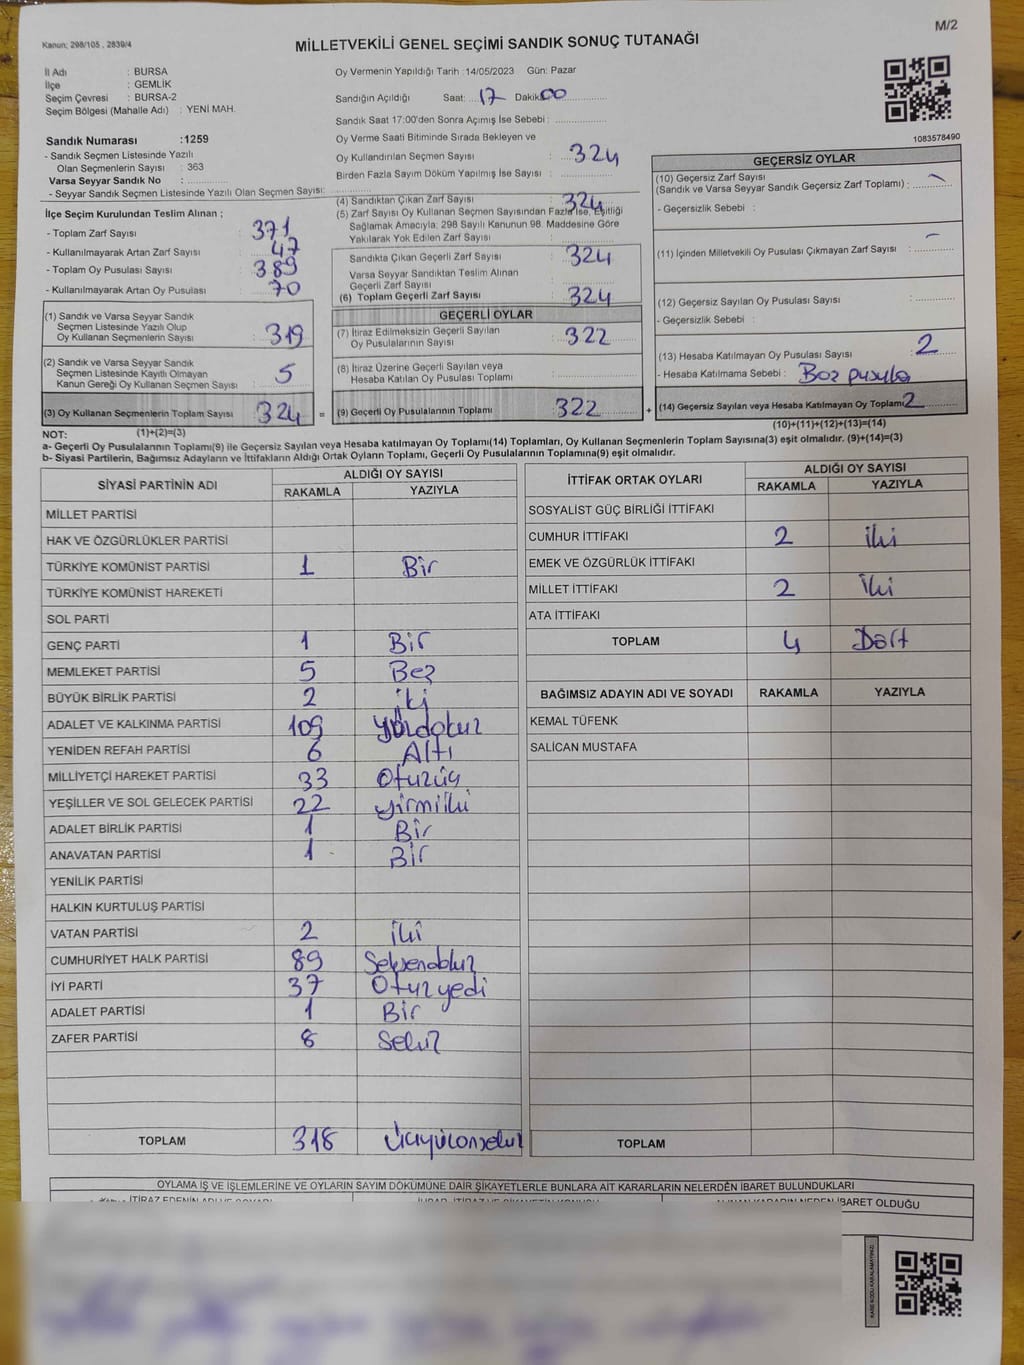 M/2
Kanun: 298/105 , 2839/4
MİLLETVEKİLİ GENEL SEÇİMİ SANDIK SONUÇ TUTANAĞI
İl Adı : BURSA
İlçe : GEMLİK
Seçim Çevresi : BURSA-2
Seçim Bölgesi (Mahalle Adı) : YENİ MAH.
Oy Vermenin Yapıldığı Tarih :14/05/2023 Gün: Pazar
Sandığın Açıldığı Saat: 17 Dakika 00
Sandık Saat 17:00'den Sonra Açımış İse Sebebi :
1083578490
Sandık Numarası :1259
- Sandık Seçmen Listesinde Yazılı
Olan Seçmenlerin Sayısı : 363
Varsa Seyyar Sandık No :
- Seyyar Sandık Seçmen Listesinde Yazılı Olan Seçmen Sayısı:
Oy Verme Saati Bitiminde Sırada Bekleyen ve
Oy Kullandırılan Seçmen Sayısı : 324
Birden Fazla Sayım Döküm Yapılmış İse Sayısı :
İlçe Seçim Kurulundan Teslim Alınan ;
- Toplam Zarf Sayısı : 371
- Kullanılmayarak Artan Zarf Sayısı : 47
- Toplam Oy Pusulası Sayısı : 389
- Kullanılmayarak Artan Oy Pusulası : 70
(4) Sandıktan Çıkan Zarf Sayısı : 324
(5) Zarf Sayısı Oy Kullanan Seçmen Sayısından Fazla İse, Eşitliği
Sağlamak Amacıyla, 298 Sayılı Kanunun 98. Maddesine Göre
Yakılarak Yok Edilen Zarf Sayısı :
Sandıkta Çıkan Geçerli Zarf Sayısı : 324
Varsa Seyyar Sandıktan Teslim Alınan
Geçerli Zarf Sayısı :
(6) Toplam Geçerli Zarf Sayısı : 324
GEÇERSİZ OYLAR
(10) Geçersiz Zarf Sayısı
(Sandık ve Varsa Seyyar Sandık Geçersiz Zarf Toplamı) : -
- Geçersizlik Sebebi :
(11) İçinden Milletvekili Oy Pusulası Çıkmayan Zarf Sayısı : -
(12) Geçersiz Sayılan Oy Pusulası Sayısı :
- Geçersizlik Sebebi :
(13) Hesaba Katılmayan Oy Pusulası Sayısı : 2
- Hesaba Katılmama Sebebi : Boz pusula
(1) Sandık ve Varsa Seyyar Sandık
Seçmen Listesinde Yazılı Olup
Oy Kullanan Seçmenlerin Sayısı : 319
(2) Sandık ve Varsa Seyyar Sandık
Seçmen Listesinde Kayıtlı Olmayan
Kanun Gereği Oy Kullanan Seçmen Sayısı : 5
(3) Oy Kullanan Seçmenlerin Toplam Sayısı 324 =
GEÇERLİ OYLAR
(7) İtiraz Edilmeksizin Geçerli Sayılan
Oy Pusulalarının Sayısı : 322
(8) İtiraz Üzerine Geçerli Sayılan veya
Hesaba Katılan Oy Pusulası Toplamı :
(9) Geçerli Oy Pusulalarının Toplamı : 322 +
(14) Geçersiz Sayılan veya Hesaba Katılmayan Oy Toplamı 2
NOT: (1)+(2)=(3)
(10)+(11)+(12)+(13)=(14)
a- Geçerli Oy Pusulalarının Toplamı(9) ile Geçersiz Sayılan veya Hesaba katılmayan Oy Toplamı(14) Toplamları, Oy Kullanan Seçmenlerin Toplam Sayısına(3) eşit olmalıdır. (9)+(14)=(3)
b- Siyasi Partilerin, Bağımsız Adayların ve İttifakların Aldığı Ortak Oyların Toplamı, Geçerli Oy Pusulalarının Toplamına(9) eşit olmalıdır.
SİYASİ PARTİNİN ADI ALDIĞI OY SAYISI
RAKAMLA YAZIYLA
MİLLET PARTİSİ
HAK VE ÖZGÜRLÜKLER PARTİSİ
TÜRKİYE KOMÜNİST PARTİSİ 1 Bir
TÜRKİYE KOMÜNİST HAREKETİ
SOL PARTİ
GENÇ PARTİ 1 Bir
MEMLEKET PARTİSİ 5 Beş
BÜYÜK BİRLİK PARTİSİ 2 iki
ADALET VE KALKINMA PARTİSİ 109 yüzdokuz
YENİDEN REFAH PARTİSİ 6 Altı
MİLLİYETÇİ HAREKET PARTİSİ 33 Otuzüç
YEŞİLLER VE SOL GELECEK PARTİSİ 22 yirmiiki
ADALET BİRLİK PARTİSİ 1 Bir
ANAVATAN PARTİSİ 1 Bir
YENİLİK PARTİSİ
HALKIN KURTULUŞ PARTİSİ
VATAN PARTİSİ 2 iki
CUMHURİYET HALK PARTİSİ 89 Seksendokuz
İYİ PARTİ 37 Otuzyedi
ADALET PARTİSİ 1 Bir
ZAFER PARTİSİ 8 Sekiz
TOPLAM 318 Üçyüzonsekiz
İTTİFAK ORTAK OYLARI ALDIĞI OY SAYISI
RAKAMLA YAZIYLA
SOSYALİST GÜÇ BİRLİĞİ İTTİFAKI
CUMHUR İTTİFAKI 2 iki
EMEK VE ÖZGÜRLÜK İTTİFAKI
MİLLET İTTİFAKI 2 iki
ATA İTTİFAKI
TOPLAM 4 Dört
BAĞIMSIZ ADAYIN ADI VE SOYADI RAKAMLA YAZIYLA
KEMAL TÜFENK
SALİCAN MUSTAFA
TOPLAM
OYLAMA İŞ VE İŞLEMLERİNE VE OYLARIN SAYIM DÖKÜMÜNE DAİR ŞİKAYETLERLE BUNLARA AİT KARARLARIN NELERDEN İBARET BULUNDUKLARI
İBARET OLDUĞU